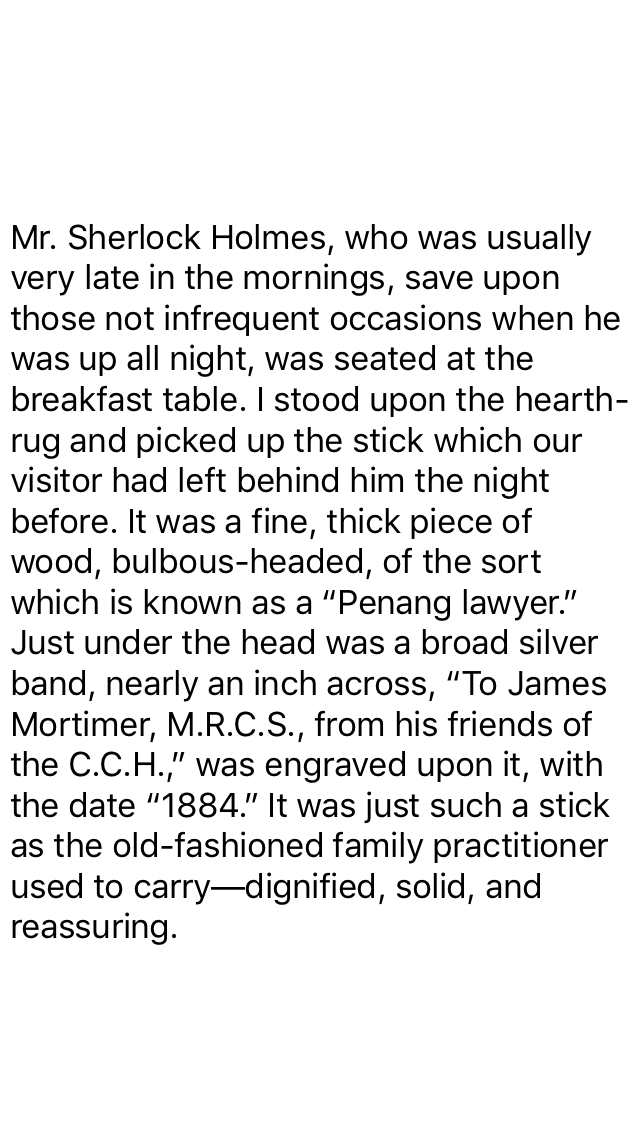 Mr. Sherlock Holmes, who was usually
very late in the mornings, save upon
those not infrequent occasions when he
was up all night, was seated at the
breakfast table. I stood upon the hearth-
rug and picked up the stick which our
visitor had left behind him the night
before. It was a fine, thick piece of
wood, bulbous-headed, of the sort
which is known as a “Penang lawyer.”
Just under the head was a broad silver
band, nearly an inch across, “To James
Mortimer, M.R.C.S., from his friends of
the C.C.H.,” was engraved upon it, with
the date “1884.” It was just such a stick
as the old-fashioned family practitioner
used to carry—dignified, solid, and
reassuring.